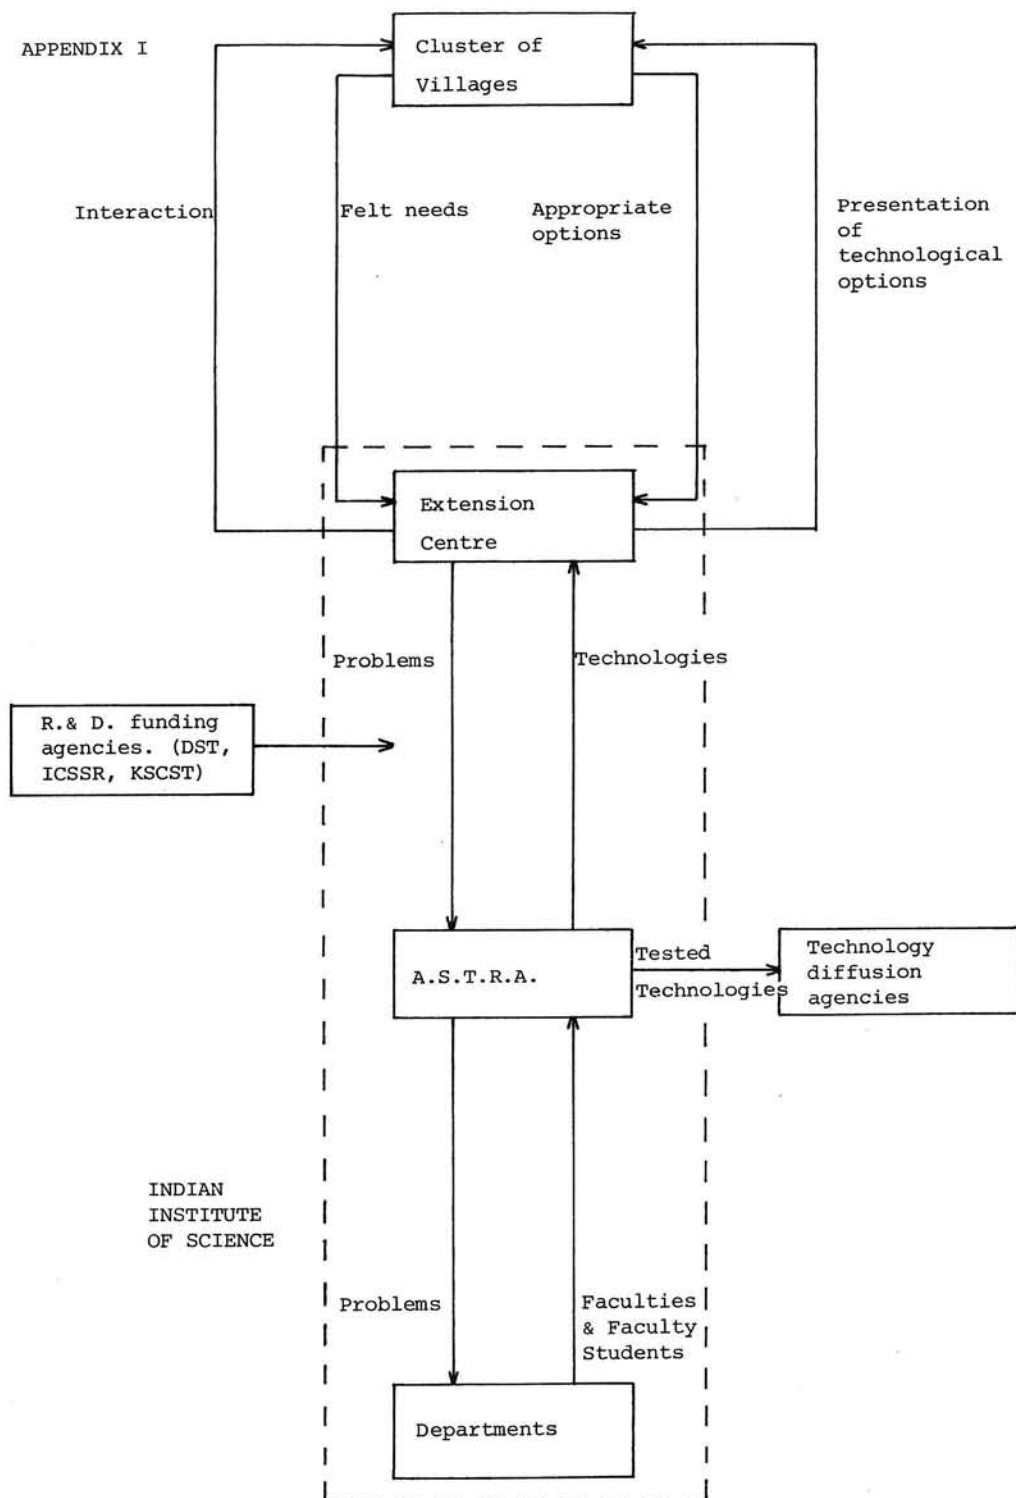 APPENDIX I
Cluster of
Villages
Interaction
Felt needs
Appropriate
options
Presentation
of
technological
options
Extension
Centre
Problems
Technologies
R.& D. funding
agencies. (DST,
ICSSR, KSCST)
A.S.T.R.A.
Tested
Technologies
Technology
diffusion
agencies
INDIAN
INSTITUTE
OF SCIENCE
Problems
Faculties
& Faculty
Students
Departments